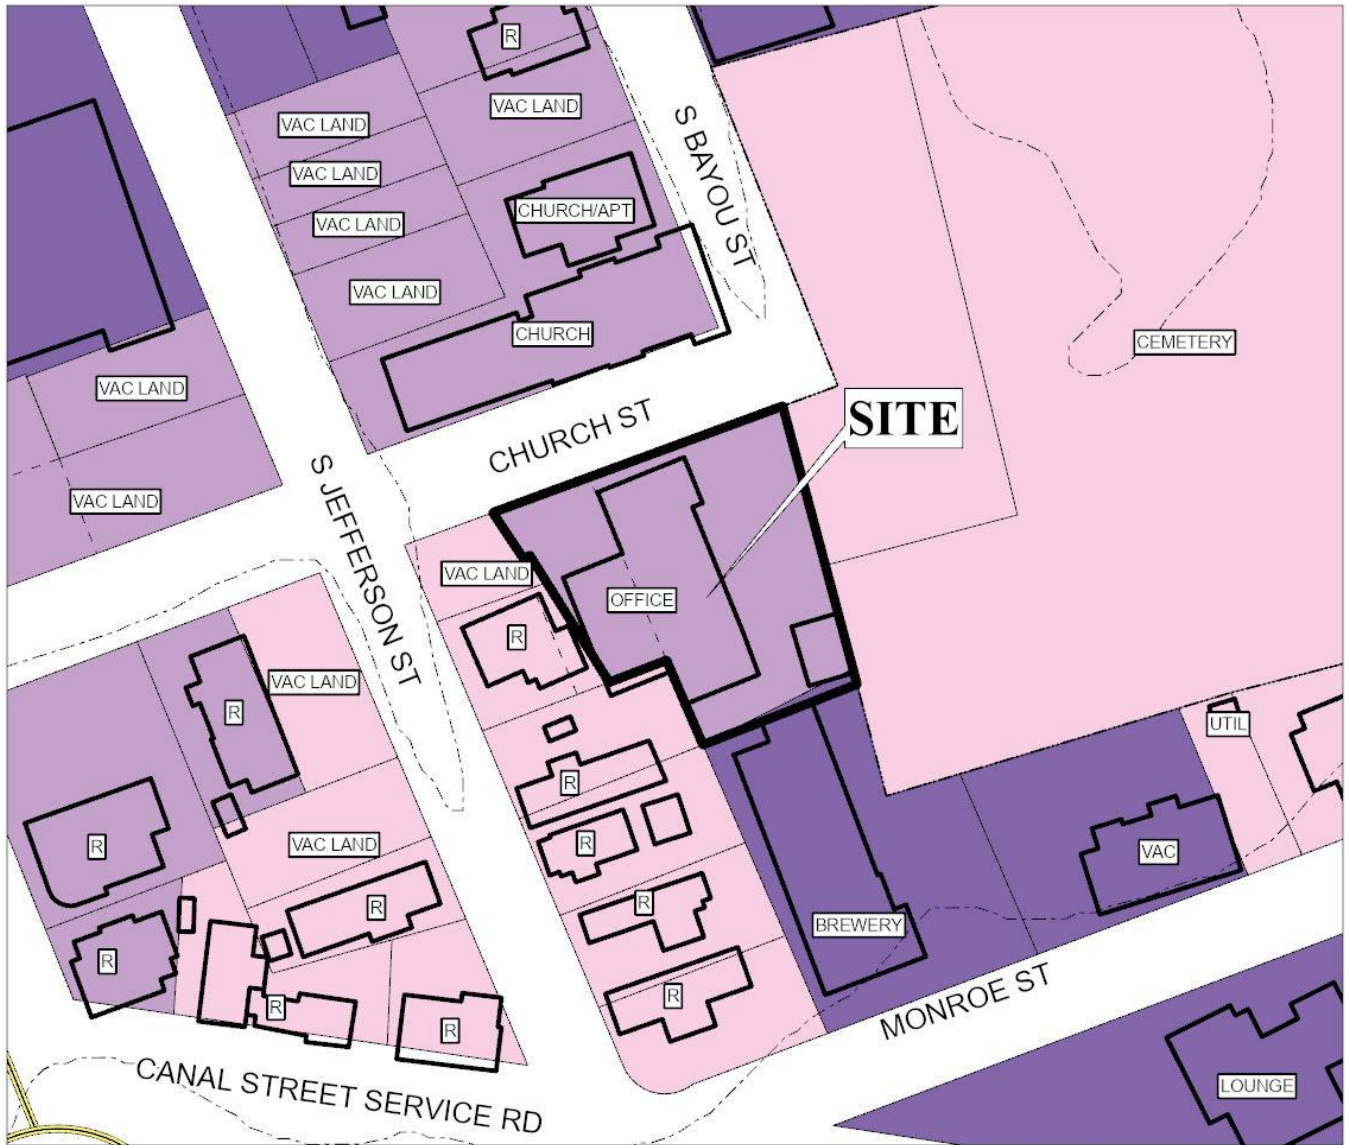 R
VAC LAND
VAC LAND
S BAYOU ST
VAC LAND
VAC LAND
CHURCH/APT
VAC LAND
CHURCH
CEMETERY
VAC LAND
SITE
CHURCH ST
VAC LAND
S JEFFERSON ST
VAC LAND
OFFICE
R
VAC LAND
R
UTIL
R
R
VAC LAND
R
VAC
R
R
BREWERY
R
R
R
MONROE ST
R
CANAL STREET SERVICE RD
LOUNGE